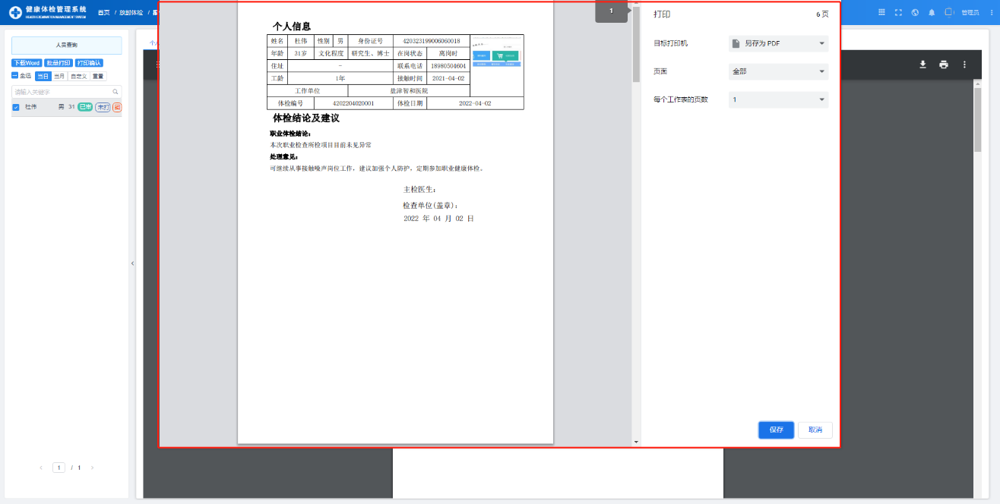 健康体检管理系统
HEALTH EXAMINATION MANAGEMENT SYSTEM
首页 / 放射体检 / 报
管理员
人员查询
下载Word 批量打印 打印确认
全选 当日 当月 自定义 重置
请输入关键字
杜伟 男 31 已审 未打 团
1 / 1
个人信息
姓名 杜伟 性别 男 身份证号 420323199006060018
年龄 31岁 文化程度 研究生、博士 在岗状态 离岗时
住址 - 联系电话 18980504604
工龄 1年 接触时间 2021-04-02
工作单位 盐津智和医院
体检编号 4202204020001 体检日期 2022-04-02
体检结论及建议
职业体检结论:
本次职业检查所检项目目前未见异常
处理意见:
可继续从事接触噪声岗位工作，建议加强个人防护，定期参加职业健康体检。
主检医生:
检查单位(盖章):
2022 年 04 月 02 日
1
打印 6 页
目标打印机 另存为 PDF
页面 全部
每个工作表的页数 1
保存 取消